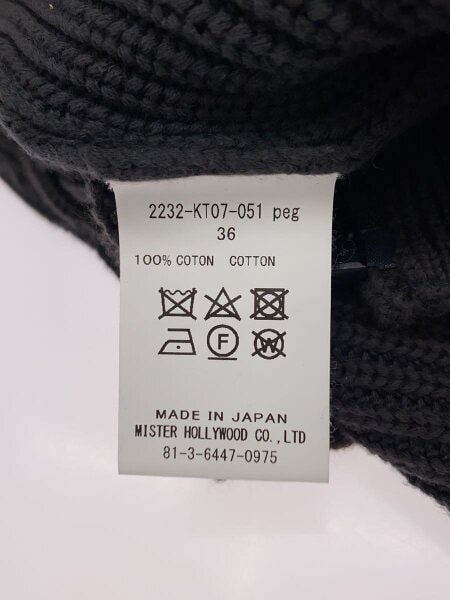 2232-KT07-051 peg
36
100% COTON COTTON
F W
MADE IN JAPAN
MISTER HOLLYWOOD CO.,LTD
81-3-6447-0975